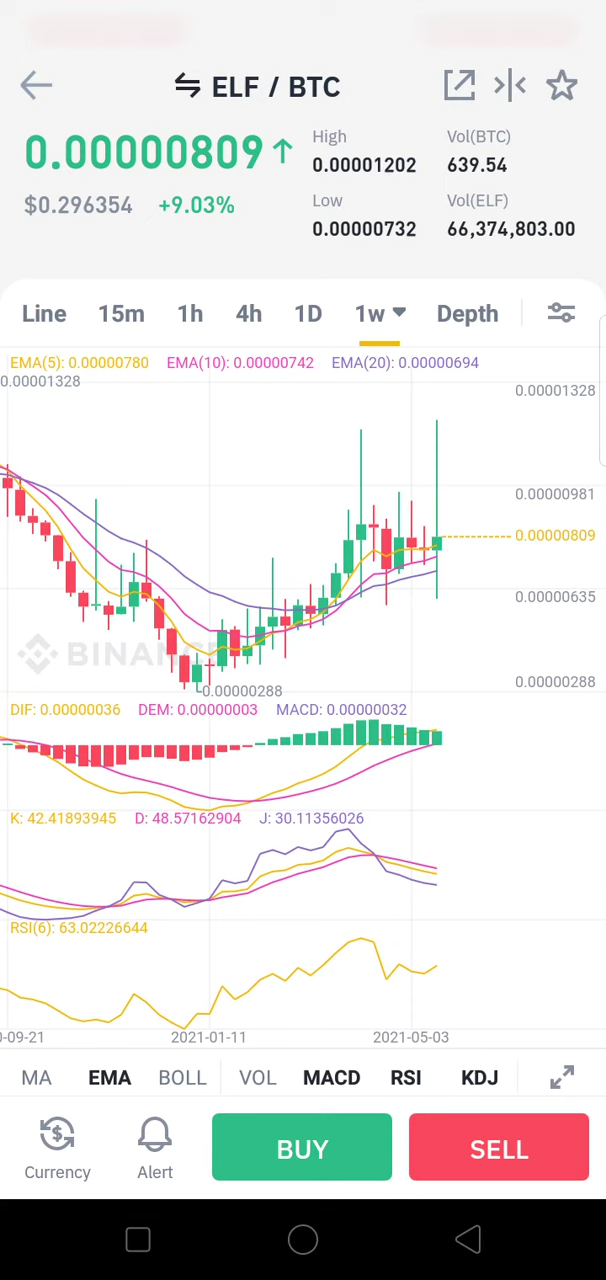 ELF / BTC
0.00000809
$0.296354 +9.03%
High
0.00001202
Low
0.00000732
Vol(BTC)
639.54
Vol(ELF)
66,374,803.00
Line 15m 1h 4h 1D 1w Depth
EMA(5): 0.00000780 EMA(10): 0.00000742 EMA(20): 0.00000694
0.00001328
0.00001328
0.00000981
0.00000809
0.00000635
BINANCE
0.00000288
0.00000288
DIF: 0.00000036 DEM: 0.00000003 MACD: 0.00000032
K: 42.41893945 D: 48.57162904 J: 30.11356026
RSI(6): 63.02226644
0-09-21 2021-01-11 2021-05-03
MA EMA BOLL VOL MACD RSI KDJ
Currency Alert BUY SELL